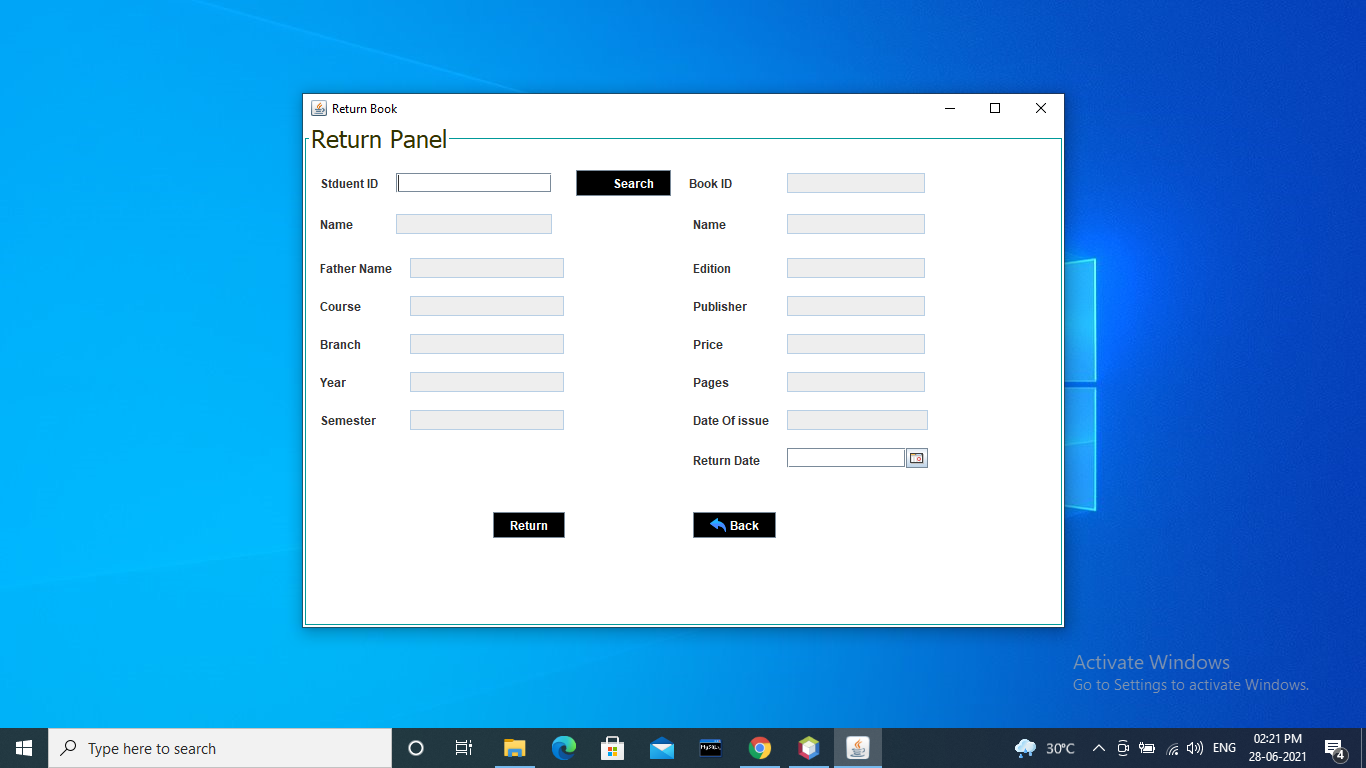 Return Book
Return Panel
Stduent ID
Search
Book ID
Name
Name
Father Name
Edition
Course
Publisher
Branch
Price
Year
Pages
Semester
Date Of issue
Return Date
Return
Back
Activate Windows
Go to Settings to activate Windows.
Type here to search
MySQL
30°C
ENG
02:21 PM
28-06-2021
4